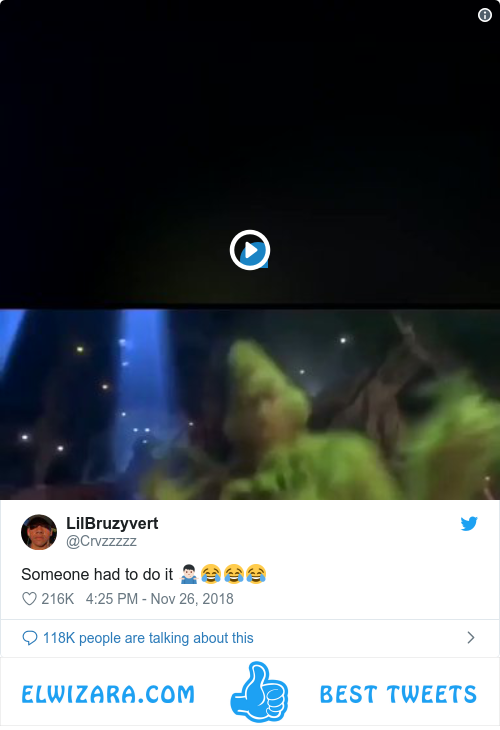 LilBruzyvert
@Crvzzzzz
Someone had to do it 🤷🏻‍♂️😂😂😂
216K 4:25 PM - Nov 26, 2018
118K people are talking about this
ELWIZARA.COM BEST TWEETS